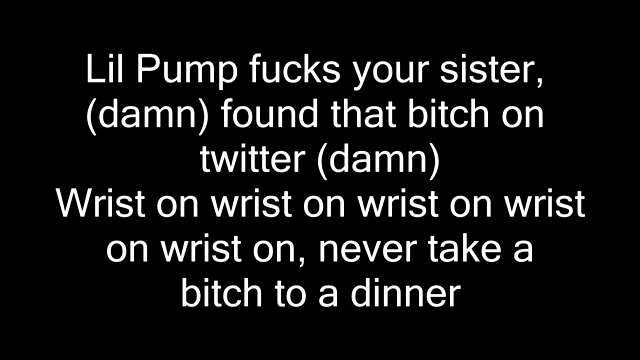 Lil Pump fucks your sister,
(damn) found that bitch on
twitter (damn)
Wrist on wrist on wrist on wrist
on wrist on, never take a
bitch to a dinner